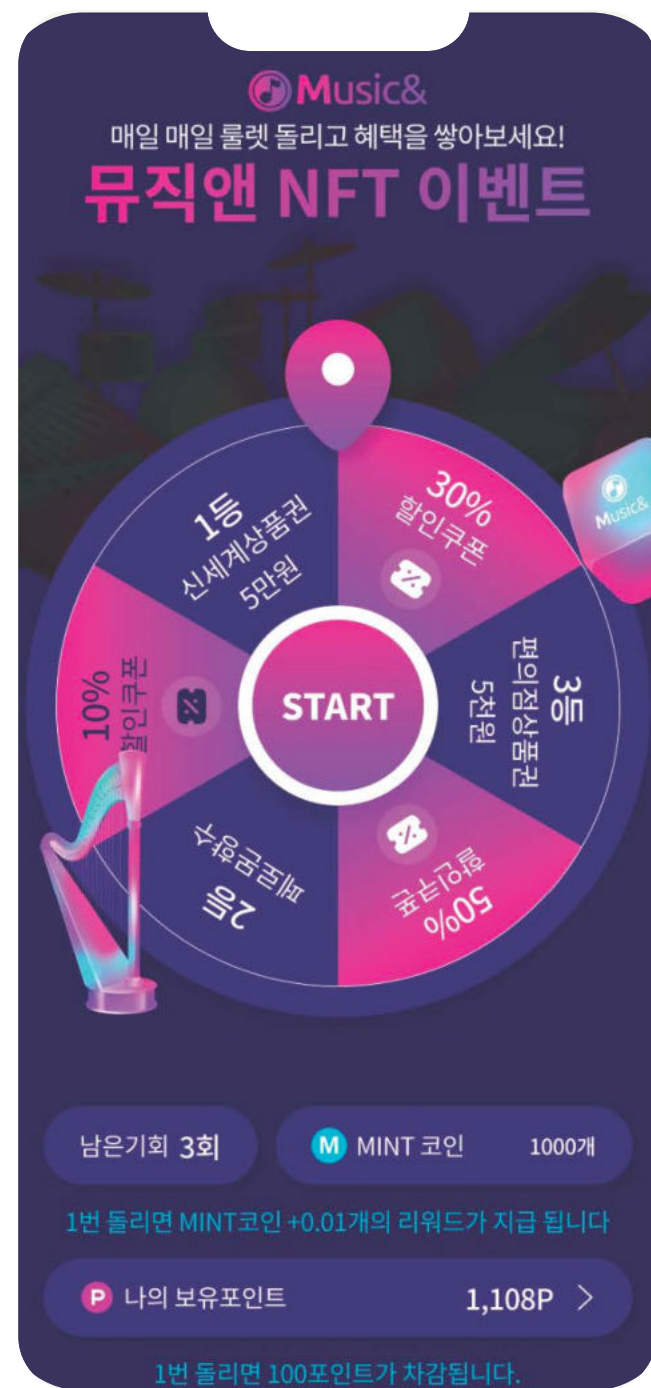 Music&
매일 매일 룰렛 돌리고 혜택을 쌓아보세요!
뮤직앤 NFT 이벤트
1등
신세계상품권
5만원
30%
할인쿠폰
Music&
10%
할인쿠폰
START
3등
편의점상품권
5천원
2등
페로몬향수
50%
할인쿠폰
남은기회 3회
M MINT 코인 1000개
1번 돌리면 MINT코인 +0.01개의 리워드가 지급 됩니다
P 나의 보유포인트 1,108P >
1번 돌리면 100포인트가 차감됩니다.